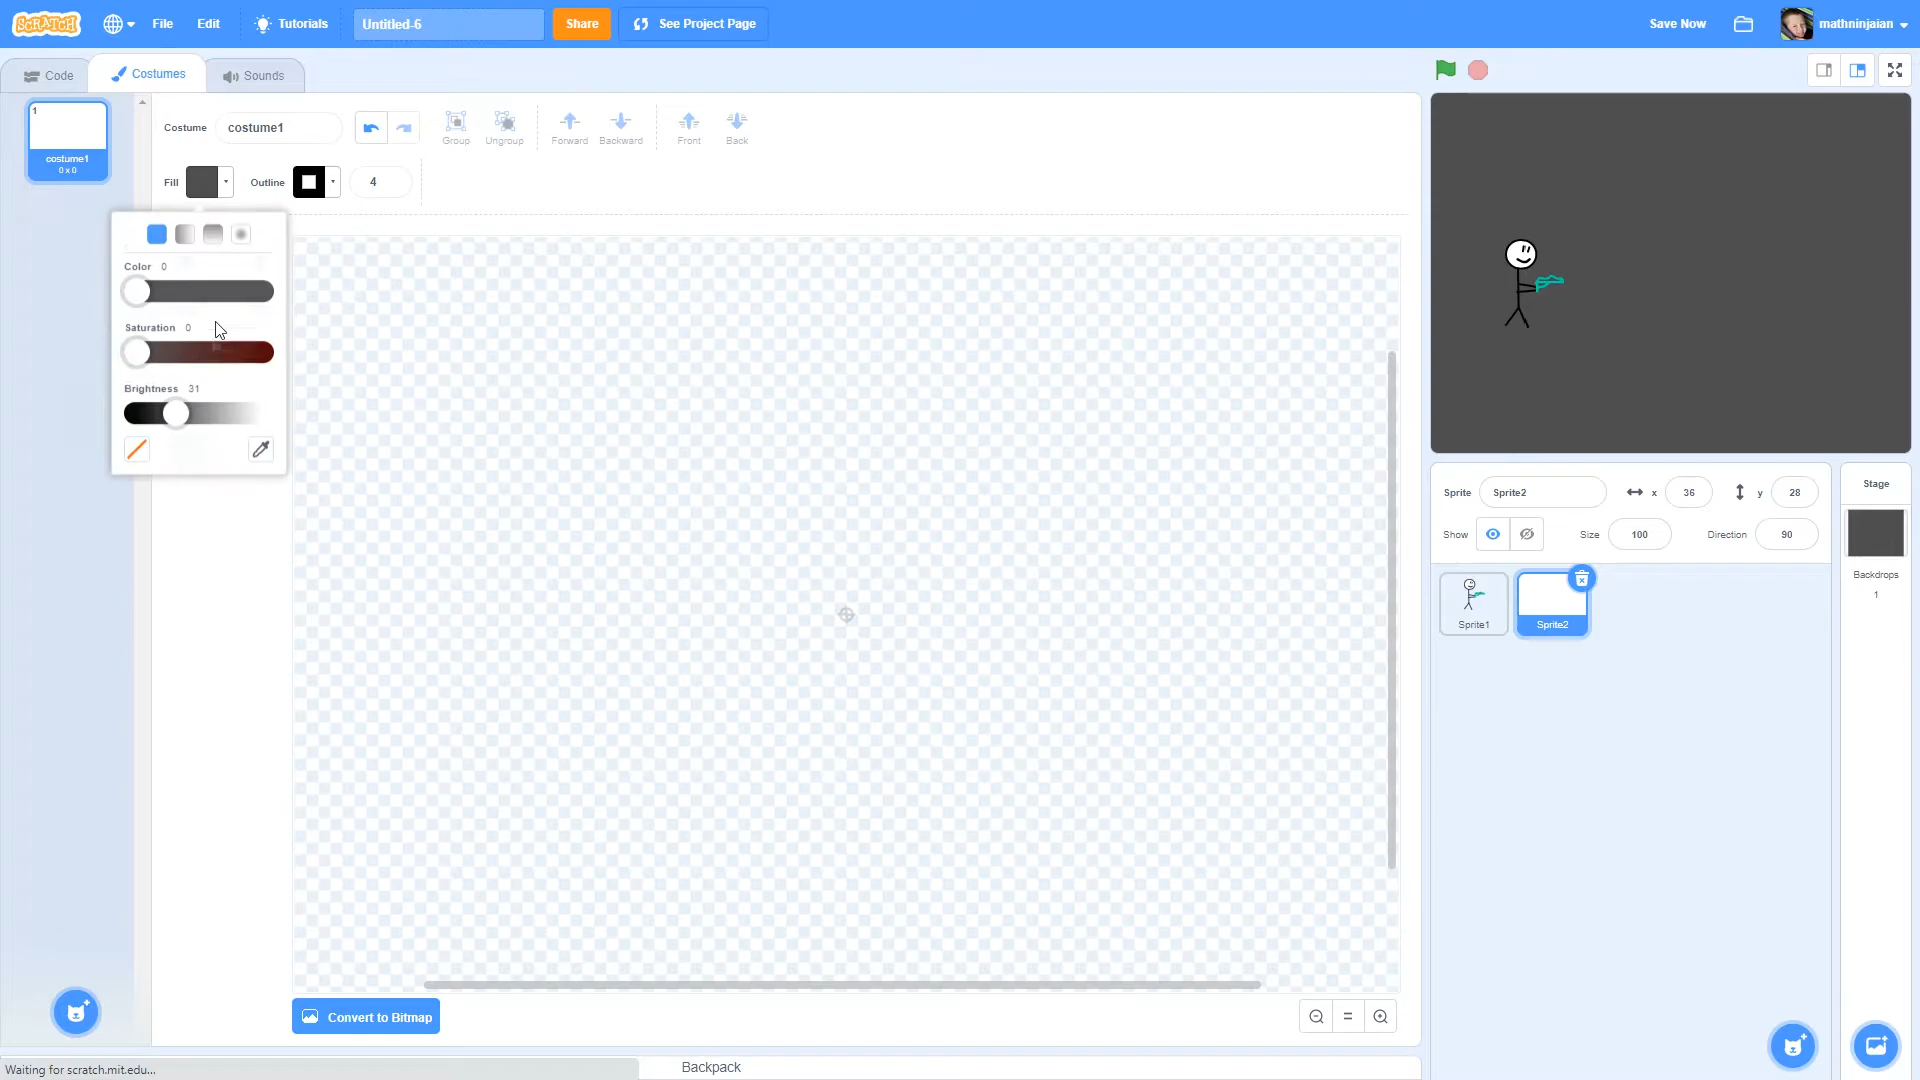 SCRATCH File Edit Tutorials Untitled-6 Share See Project Page Save Now mathninjaian
Code Costumes Sounds
1
costume1
0 x 0
Costume costume1 Group Ungroup Forward Backward Front Back
Fill Outline 4
Color 0
Saturation 0
Brightness 31
Convert to Bitmap
Sprite Sprite2 x 36 y 28
Show Size 100 Direction 90
Sprite1 Sprite2
Stage
Backdrops
1
Backpack
Waiting for scratch.mit.edu...